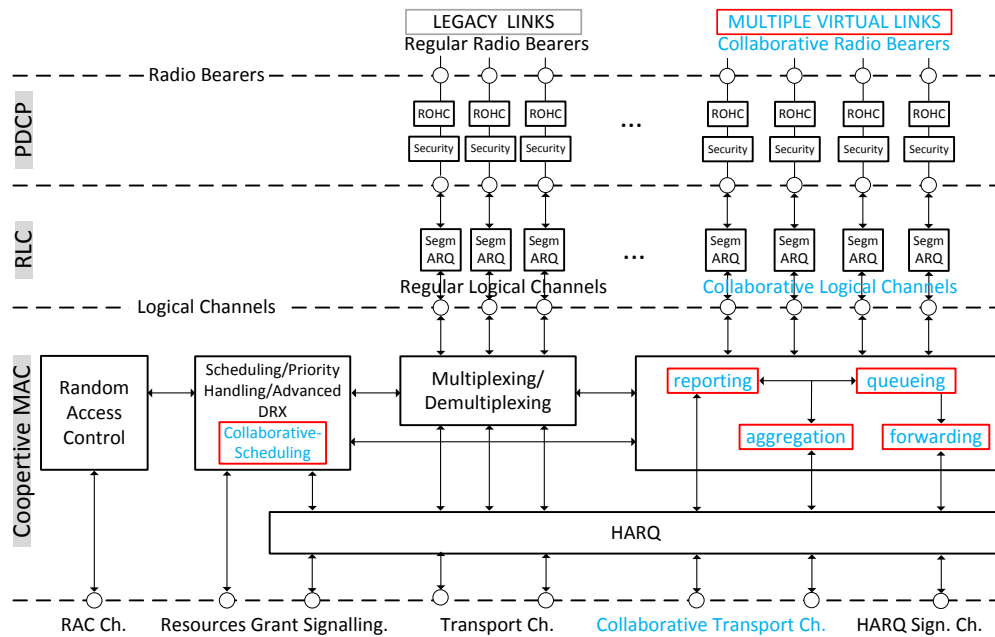 LEGACY LINKS
MULTIPLE VIRTUAL LINKS
Regular Radio Bearers
Collaborative Radio Bearers
Radio Bearers
PDCP
ROHC
ROHC
ROHC
ROHC
ROHC
ROHC
ROHC
...
Security
Security
Security
Security
Security
Security
Security
RLC
Segm
ARQ
Segm
ARQ
Segm
ARQ
...
Segm
ARQ
Segm
ARQ
Segm
ARQ
Segm
ARQ
Regular Logical Channels
Collaborative Logical Channels
Logical Channels
Coopertive MAC
Random
Access
Control
Scheduling/Priority
Handling/Advanced
DRX
Collaborative-
Scheduling
Multiplexing/
Demultiplexing
reporting
queueing
aggregation
forwarding
HARQ
RAC Ch.
Resources Grant Signalling.
Transport Ch.
Collaborative Transport Ch.
HARQ Sign. Ch.